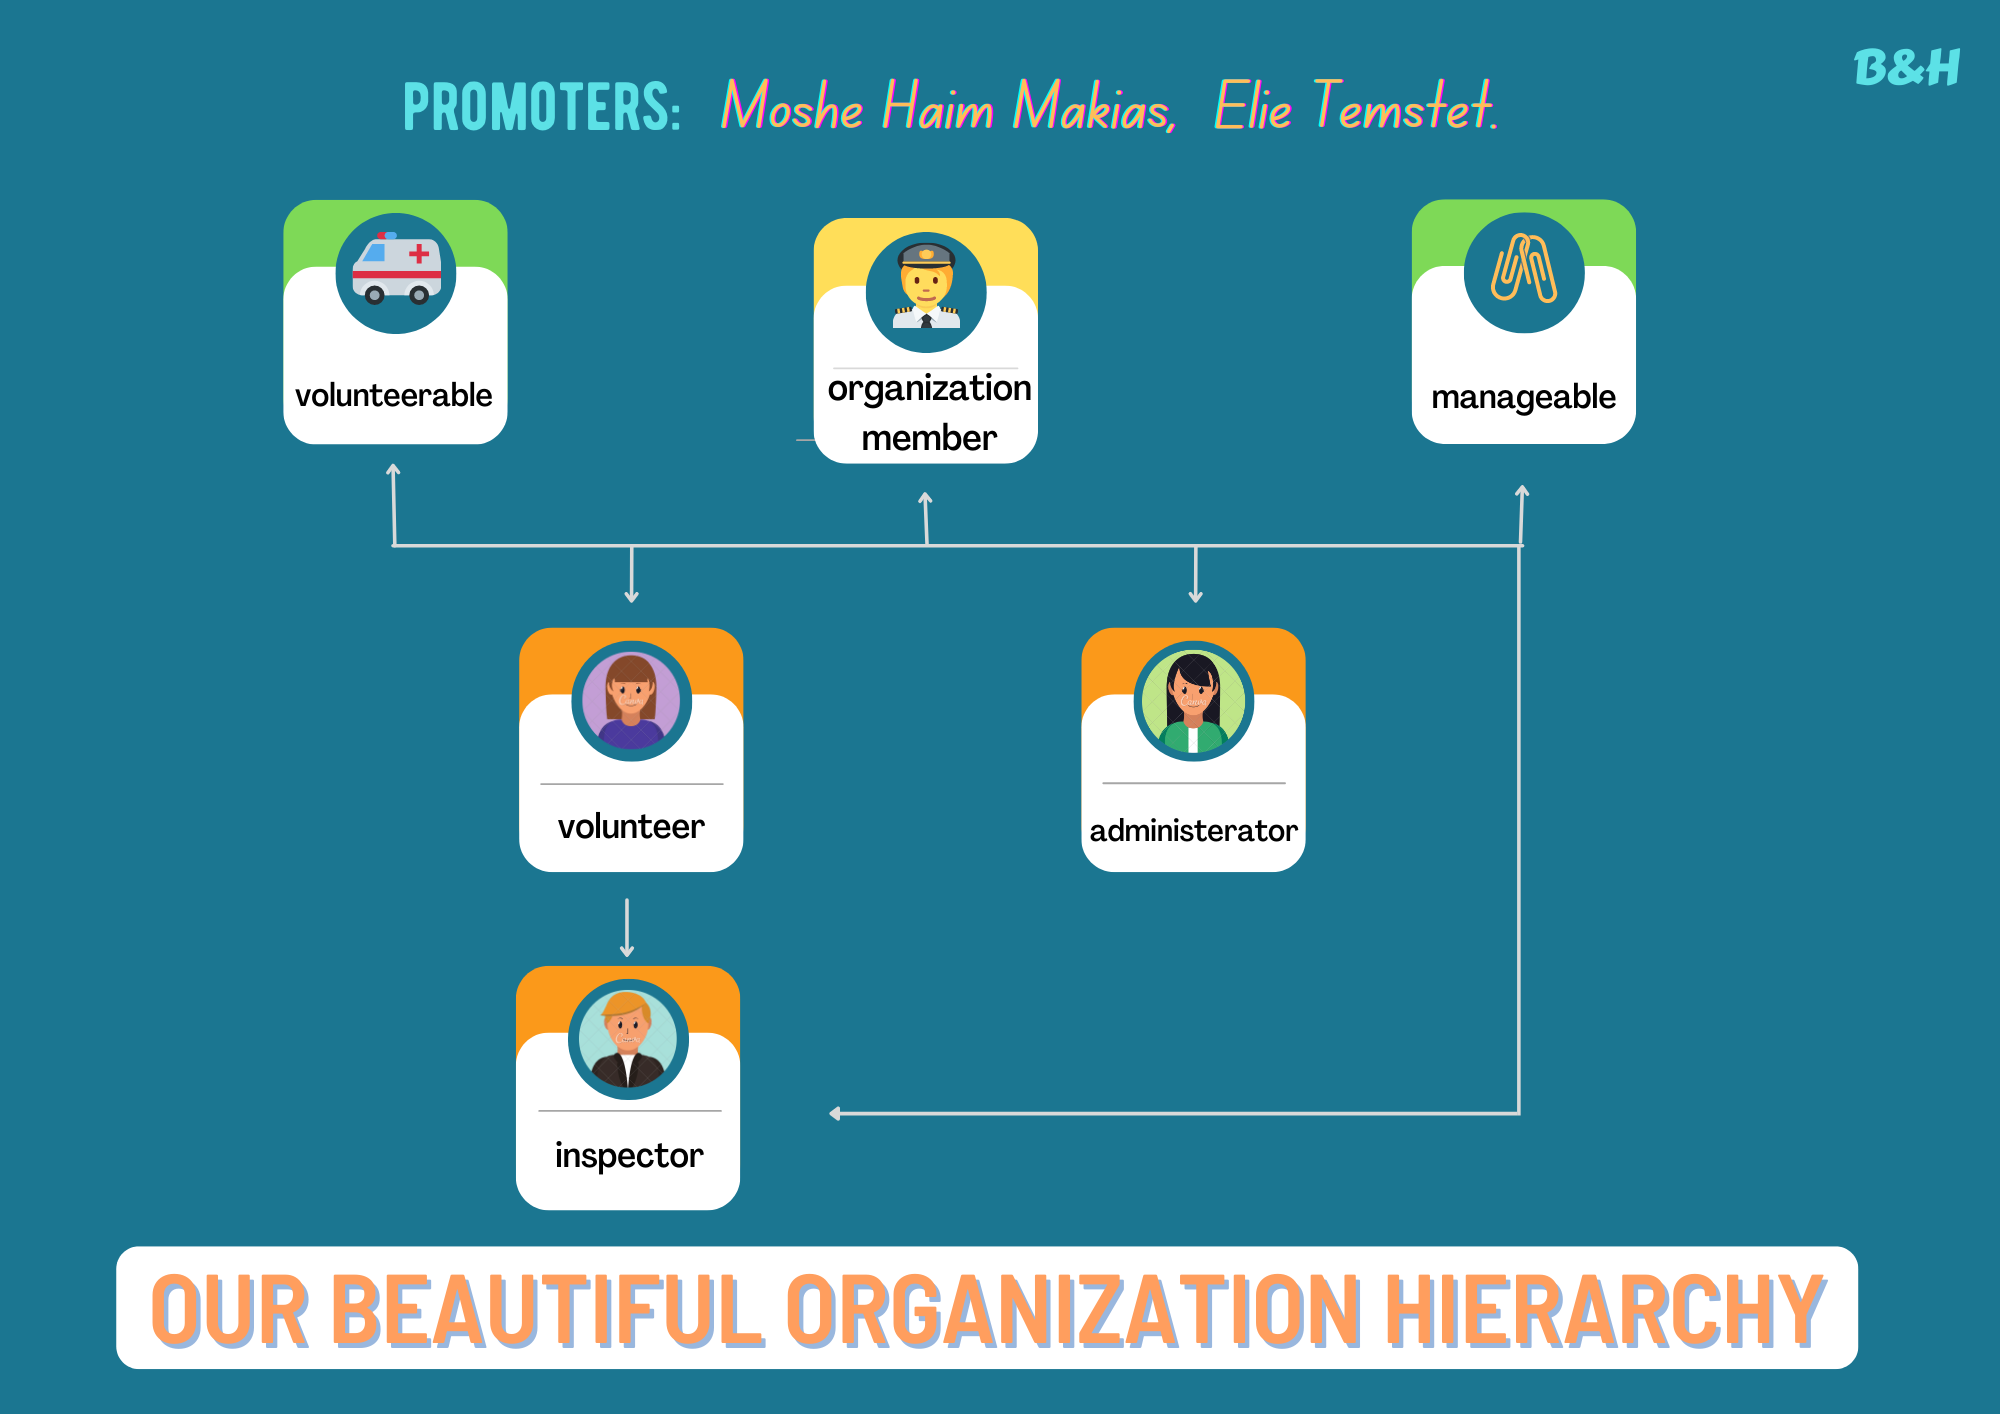 B&H
PROMOTERS: Moshe Haim Makias, Elie Temstet.
volunteerable
organization
member
manageable
volunteer
administerator
inspector
OUR BEAUTIFUL ORGANIZATION HIERARCHY